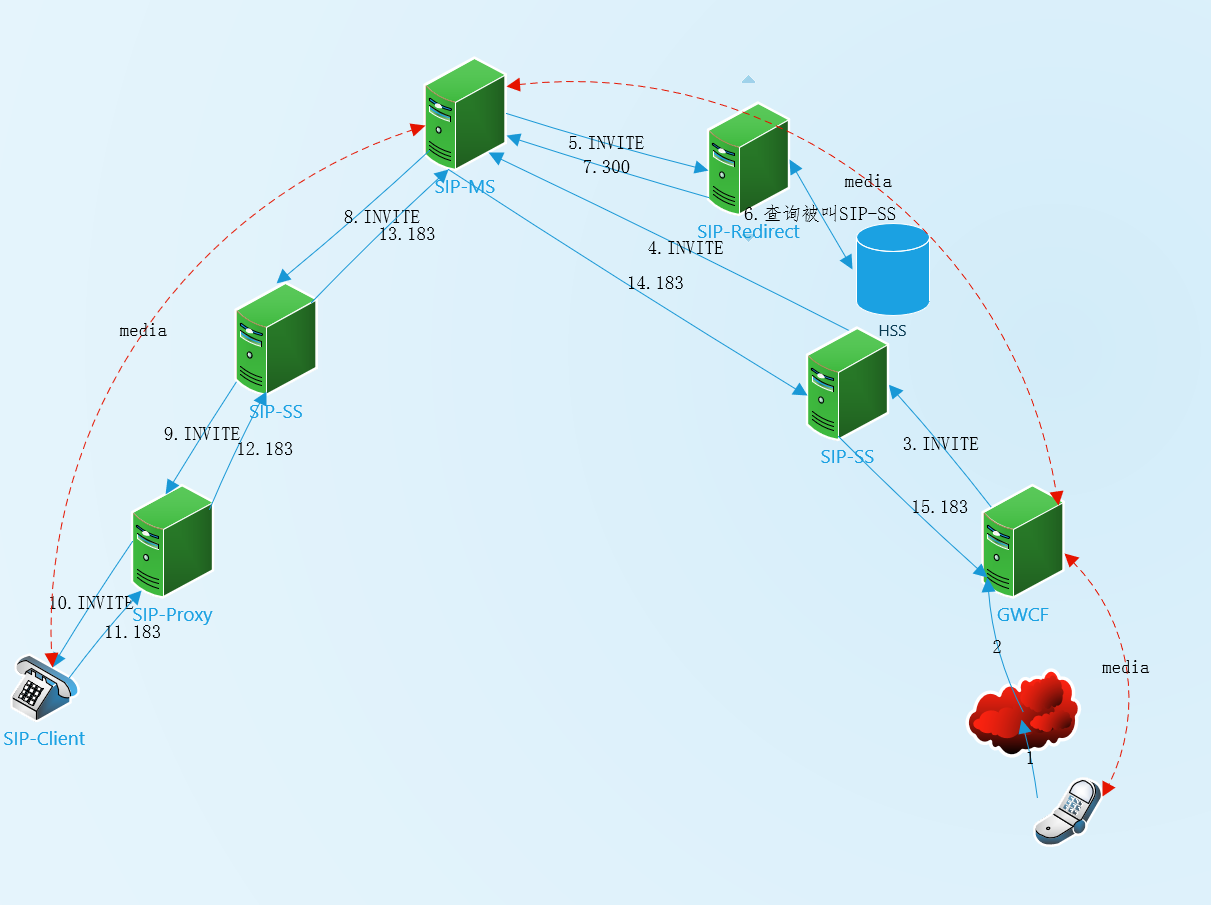 5.INVITE
7.300
media
SIP-MS
6.查询被叫SIP-SS
8.INVITE
SIP-Redirect
13.183
4.INVITE
14.183
media
HSS
SIP-SS
9.INVITE
3.INVITE
12.183
SIP-SS
15.183
10.INVITE
SIP-Proxy
GWCF
11.183
2
media
SIP-Client
1